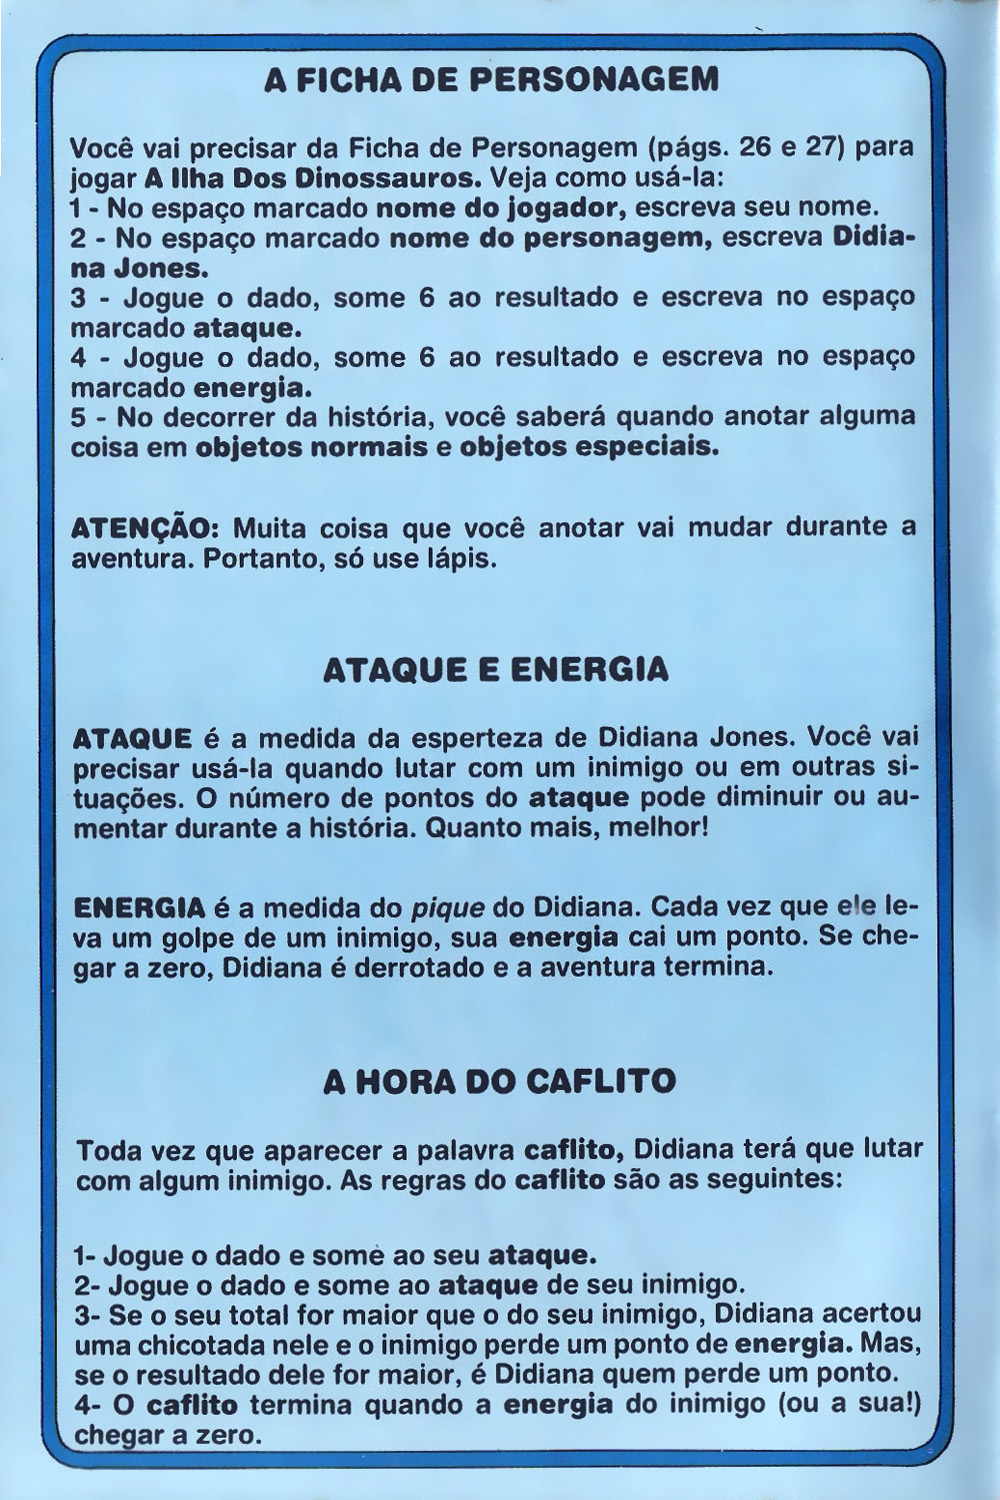 A FICHA DE PERSONAGEM
Você vai precisar da Ficha de Personagem (págs. 26 e 27) para
jogar A Ilha Dos Dinossauros. Veja como usá-la:
1 - No espaço marcado nome do jogador, escreva seu nome.
2 - No espaço marcado nome do personagem, escreva Didia-
na Jones.
3 - Jogue o dado, some 6 ao resultado e escreva no espaço
marcado ataque.
4 - Jogue o dado, some 6 ao resultado e escreva no espaço
marcado energia.
5 - No decorrer da história, você saberá quando anotar alguma
coisa em objetos normais e objetos especiais.
ATENÇÃO: Muita coisa que você anotar vai mudar durante a
aventura. Portanto, só use lápis.
ATAQUE E ENERGIA
ATAQUE é a medida da esperteza de Didiana Jones. Você vai
precisar usá-la quando lutar com um inimigo ou em outras si-
tuações. O número de pontos do ataque pode diminuir ou au-
mentar durante a história. Quanto mais, melhor!
ENERGIA é a medida do pique do Didiana. Cada vez que ele le-
va um golpe de um inimigo, sua energia cai um ponto. Se che-
gar a zero, Didiana é derrotado e a aventura termina.
A HORA DO CAFLITO
Toda vez que aparecer a palavra caflito, Didiana terá que lutar
com algum inimigo. As regras do caflito são as seguintes:
1- Jogue o dado e some ao seu ataque.
2- Jogue o dado e some ao ataque de seu inimigo.
3- Se o seu total for maior que o do seu inimigo, Didiana acertou
uma chicotada nele e o inimigo perde um ponto de energia. Mas,
se o resultado dele for maior, é Didiana quem perde um ponto.
4- O caflito termina quando a energia do inimigo (ou a sua!)
chegar a zero.